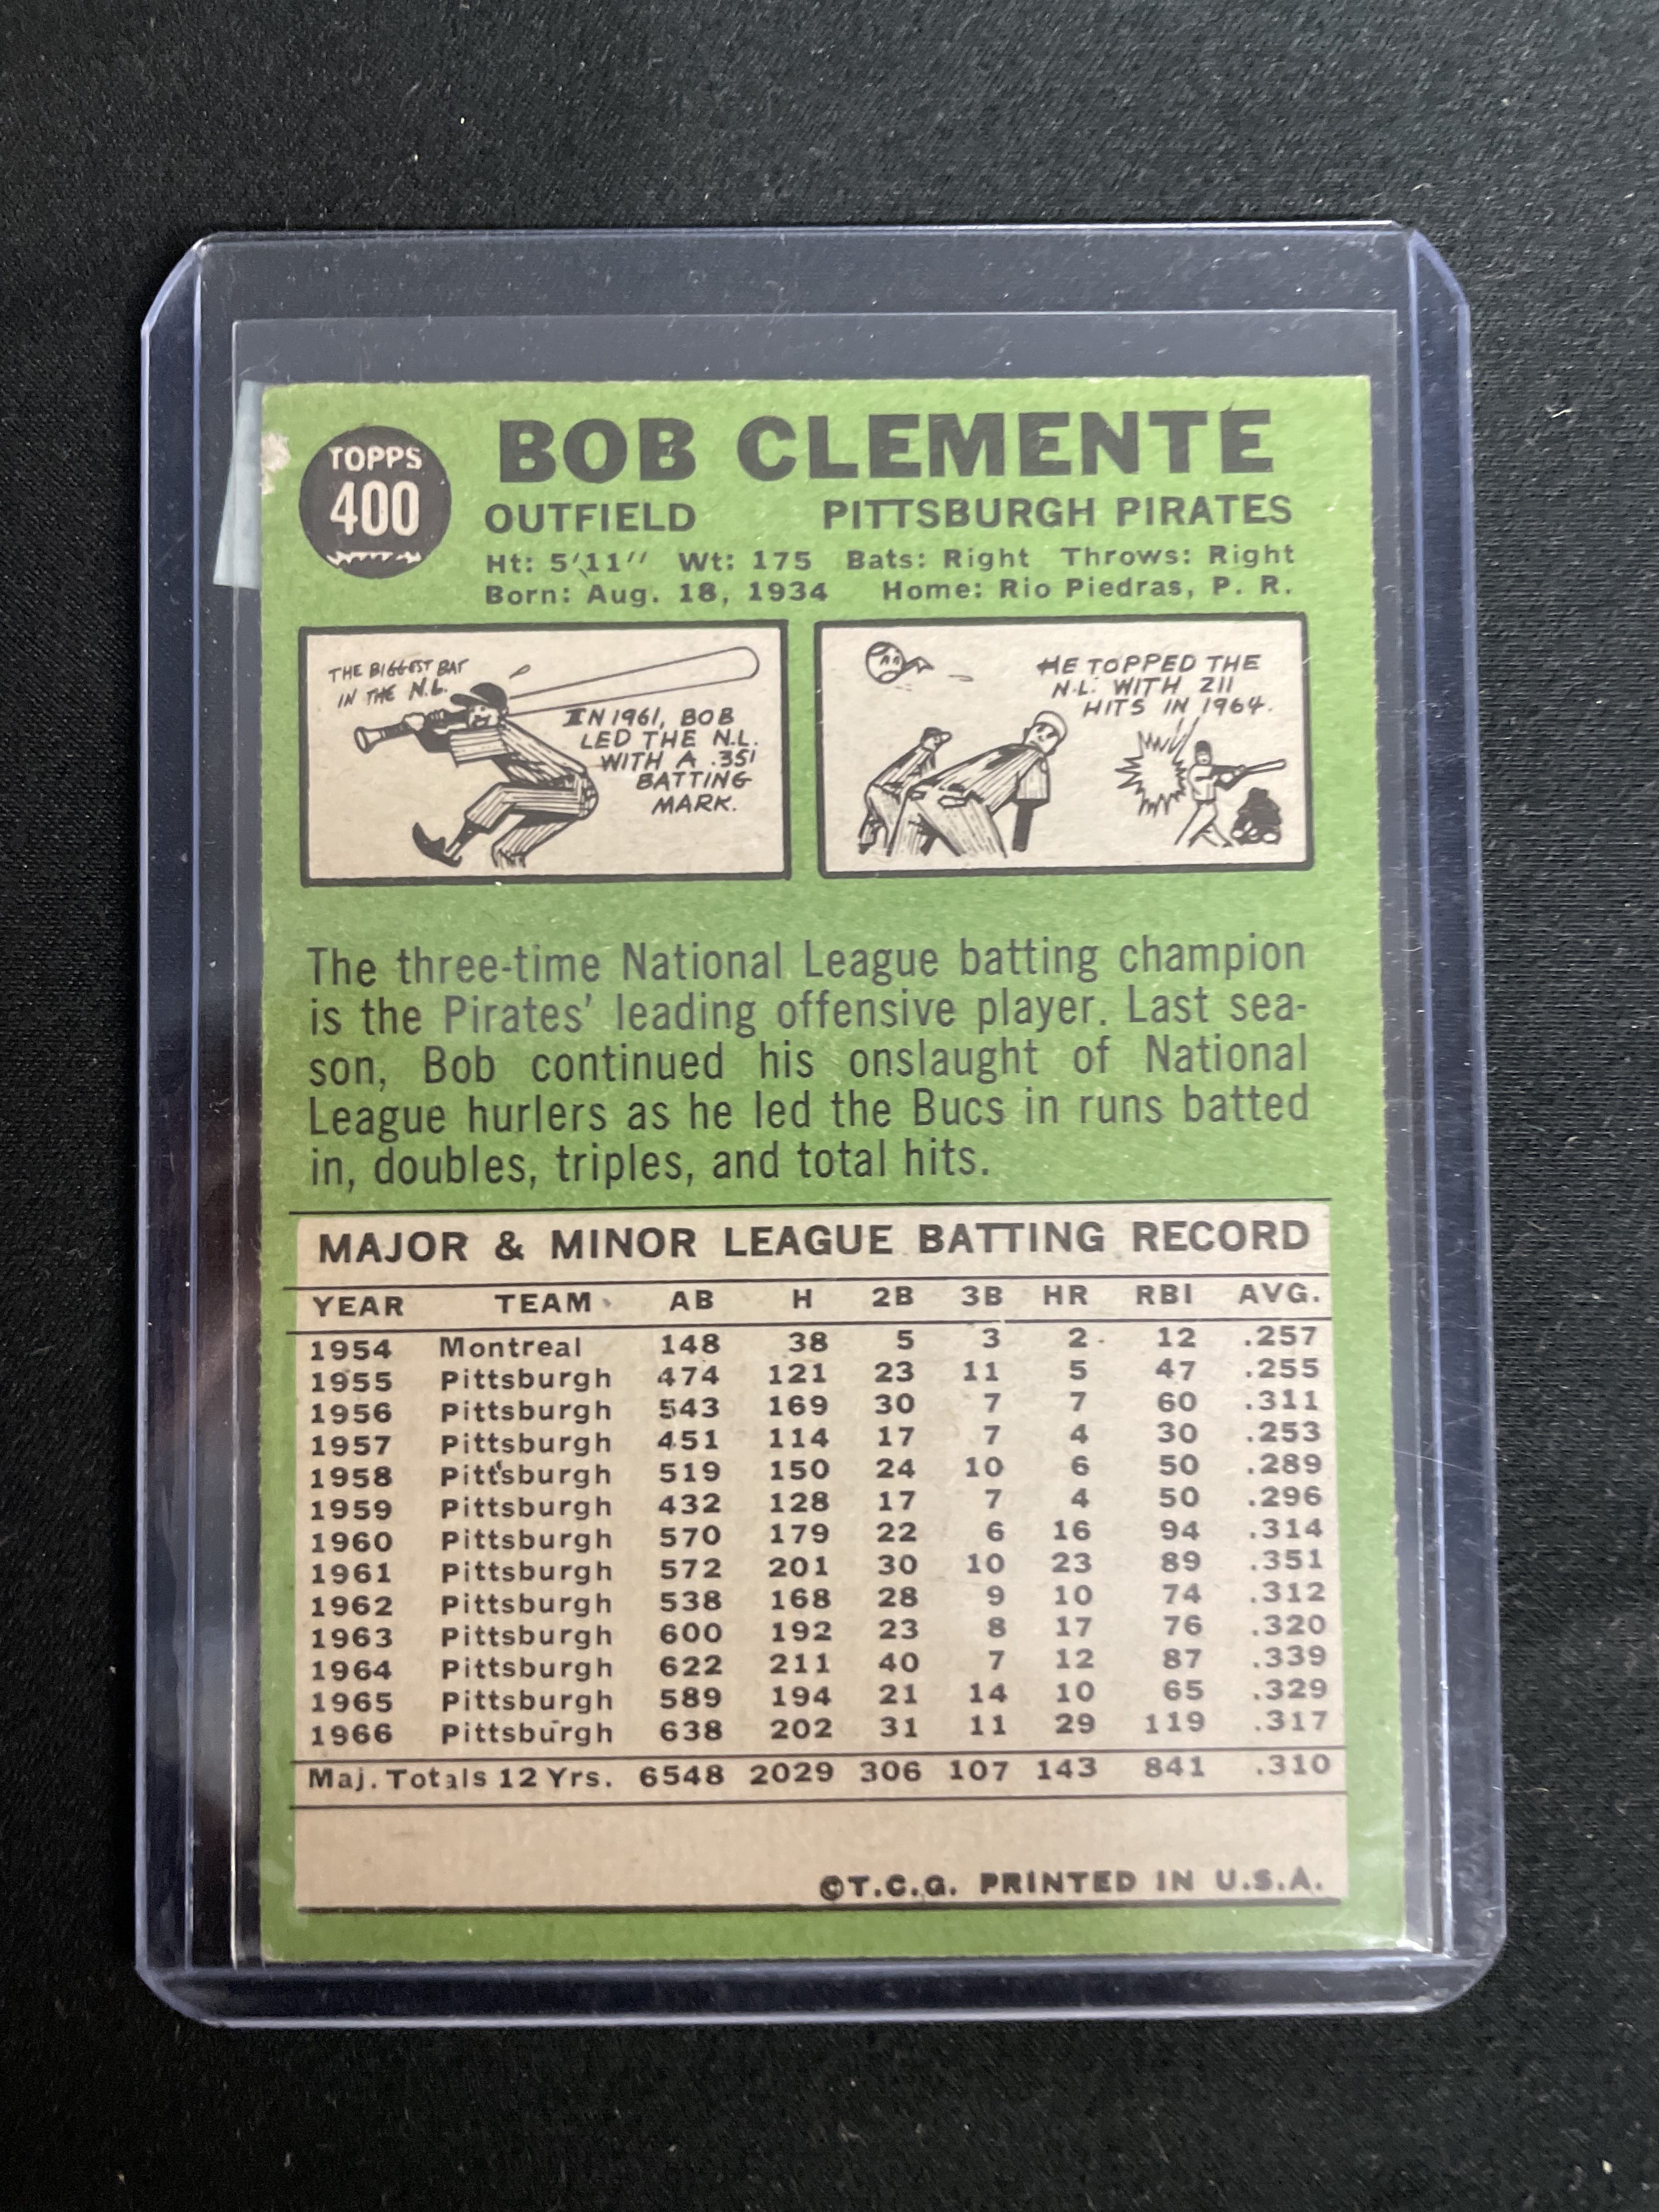 TOPPS
400
BOB CLEMENTE
OUTFIELD PITTSBURGH PIRATES
Ht: 5'11" Wt: 175 Bats: Right Throws: Right
Born: Aug. 18, 1934 Home: Rio Piedras, P. R.
THE BIGGEST BAT
IN THE N.L.
IN 1961, BOB
LED THE N.L.
WITH A .351
BATTING
MARK.
HE TOPPED THE
N.L. WITH 211
HITS IN 1964.
The three-time National League batting champion
is the Pirates' leading offensive player. Last sea-
son, Bob continued his onslaught of National
League hurlers as he led the Bucs in runs batted
in, doubles, triples, and total hits.
MAJOR & MINOR LEAGUE BATTING RECORD
YEAR TEAM AB H 2B 3B HR RBI AVG.
1954 Montreal 148 38 5 3 2 12 .257
1955 Pittsburgh 474 121 23 11 5 47 .255
1956 Pittsburgh 543 169 30 7 7 60 .311
1957 Pittsburgh 451 114 17 7 4 30 .253
1958 Pittsburgh 519 150 24 10 6 50 .289
1959 Pittsburgh 432 128 17 7 4 50 .296
1960 Pittsburgh 570 179 22 6 16 94 .314
1961 Pittsburgh 572 201 30 10 23 89 .351
1962 Pittsburgh 538 168 28 9 10 74 .312
1963 Pittsburgh 600 192 23 8 17 76 .320
1964 Pittsburgh 622 211 40 7 12 87 .339
1965 Pittsburgh 589 194 21 14 10 65 .329
1966 Pittsburgh 638 202 31 11 29 119 .317
Maj. Totals 12 Yrs. 6548 2029 306 107 143 841 .310
©T.C.G. PRINTED IN U.S.A.